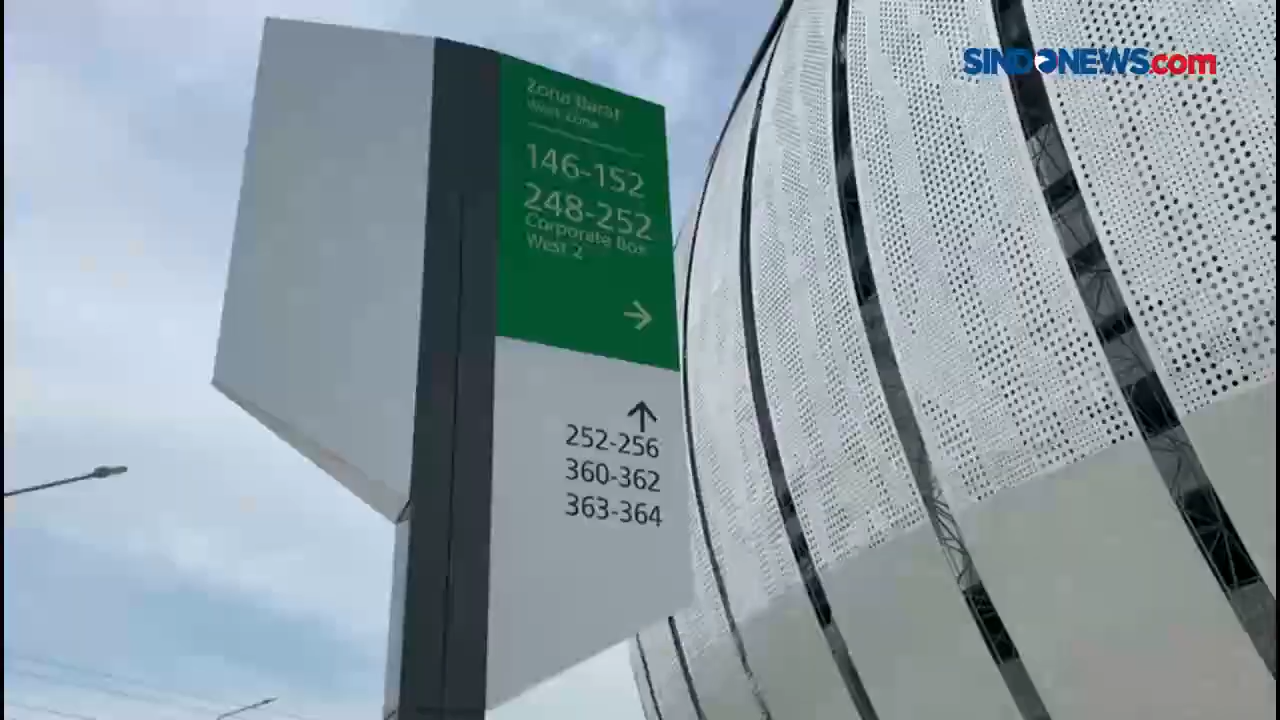 SINDONEWS.com
Zona Barat
West Zone
146-152
248-252
Corporate Box
West 2
→
↑
252-256
360-362
363-364